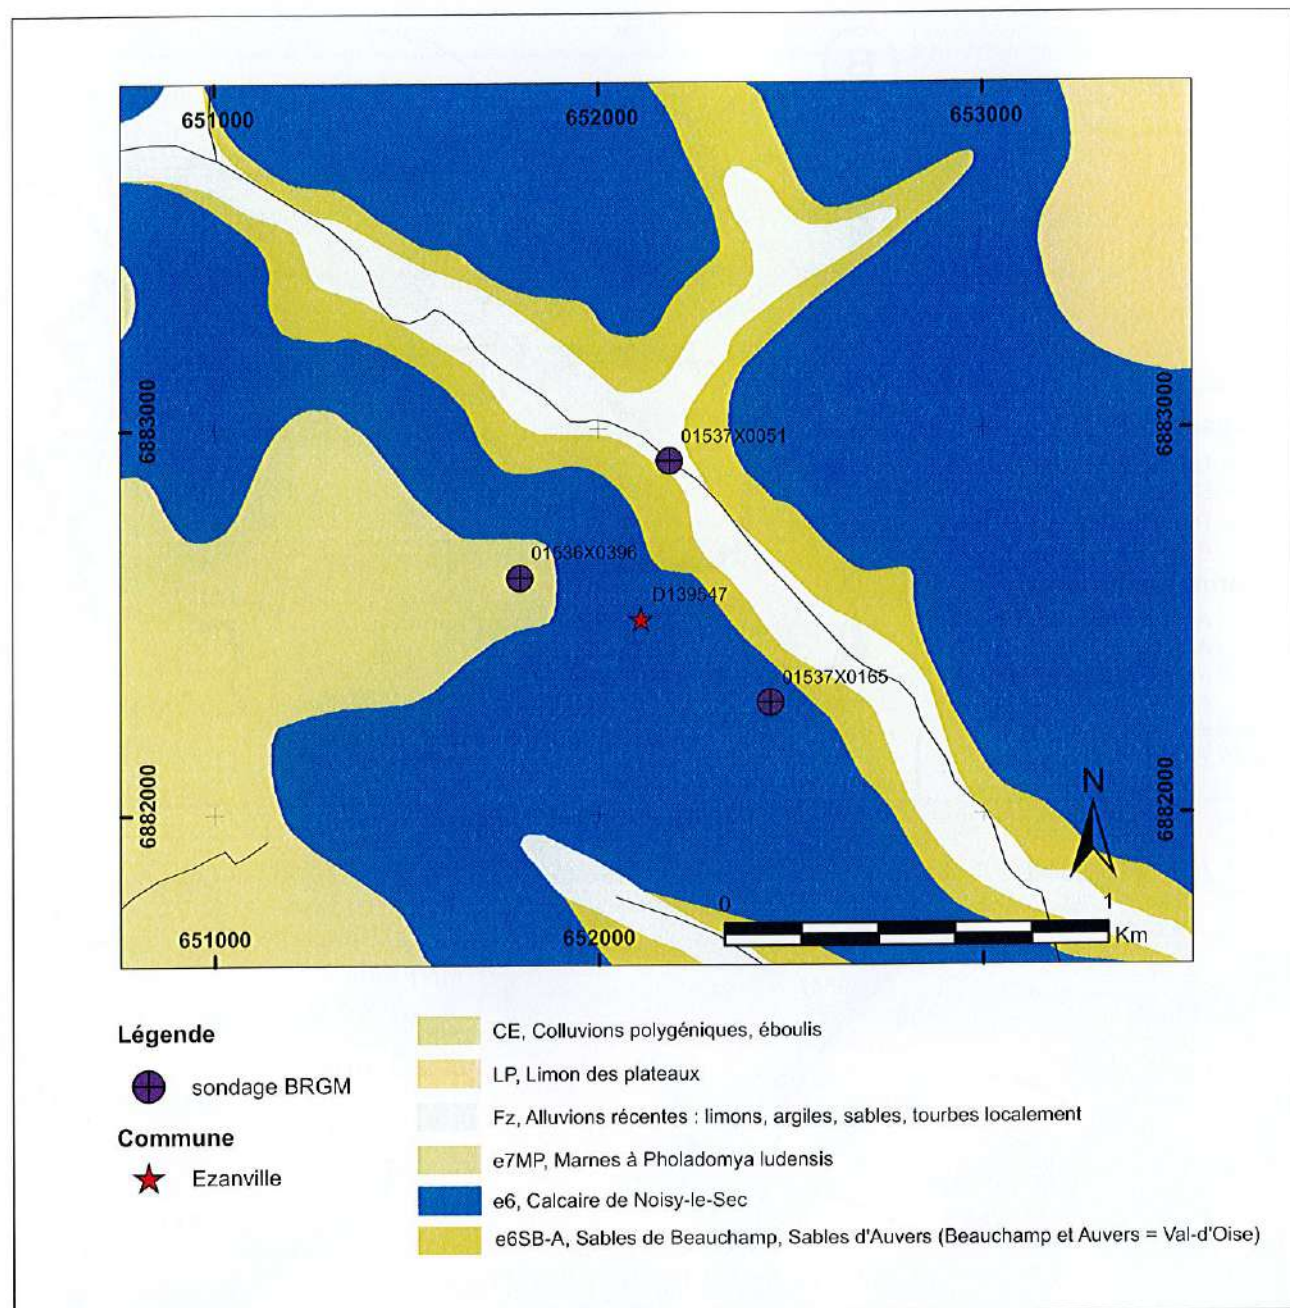 651000
652000
653000
6883000
6883000
01537X0051
01536X0396
D139547
01537X0165
N
6882000
6882000
0
1
651000
652000
Km
Légende
sondage BRGM
Commune
Ezanville
CE, Colluvions polygéniques, éboulis
LP, Limon des plateaux
Fz, Alluvions récentes : limons, argiles, sables, tourbes localement
e7MP, Marnes à Pholadomya ludensis
e6, Calcaire de Noisy-le-Sec
e6SB-A, Sables de Beauchamp, Sables d'Auvers (Beauchamp et Auvers = Val-d'Oise)